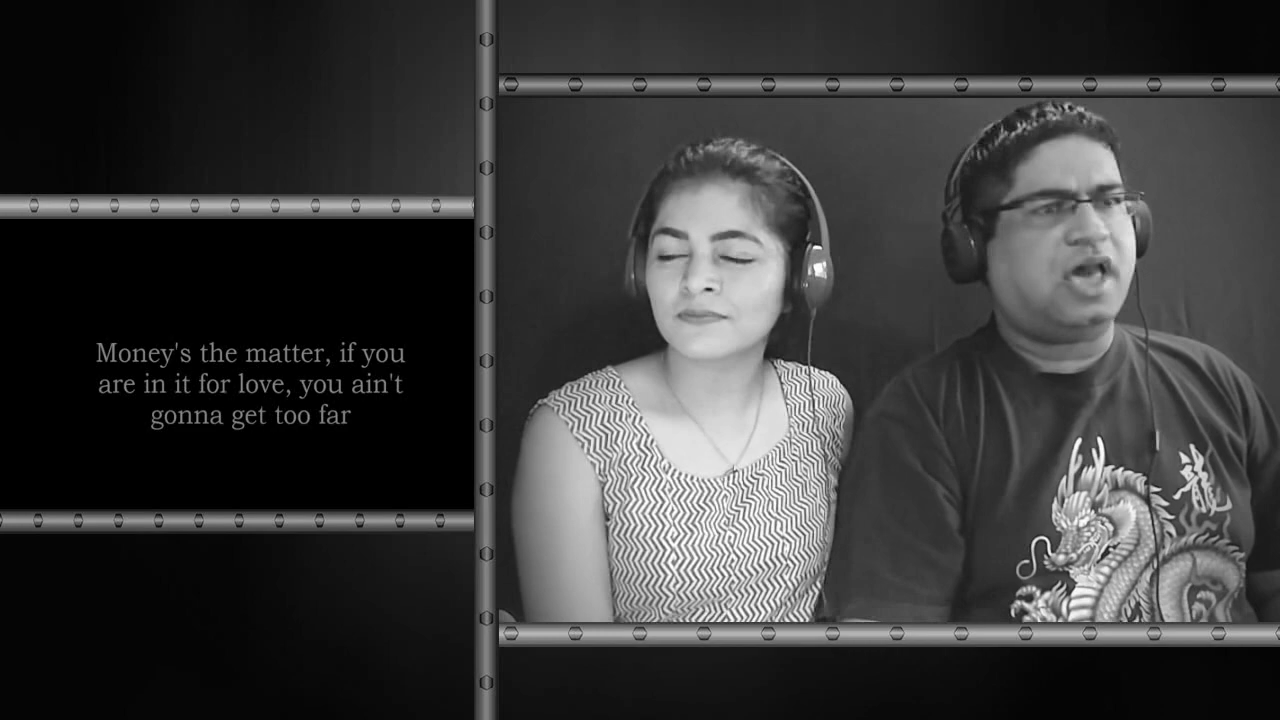 Money's the matter, if you
are in it for love, you ain't
gonna get too far
龍